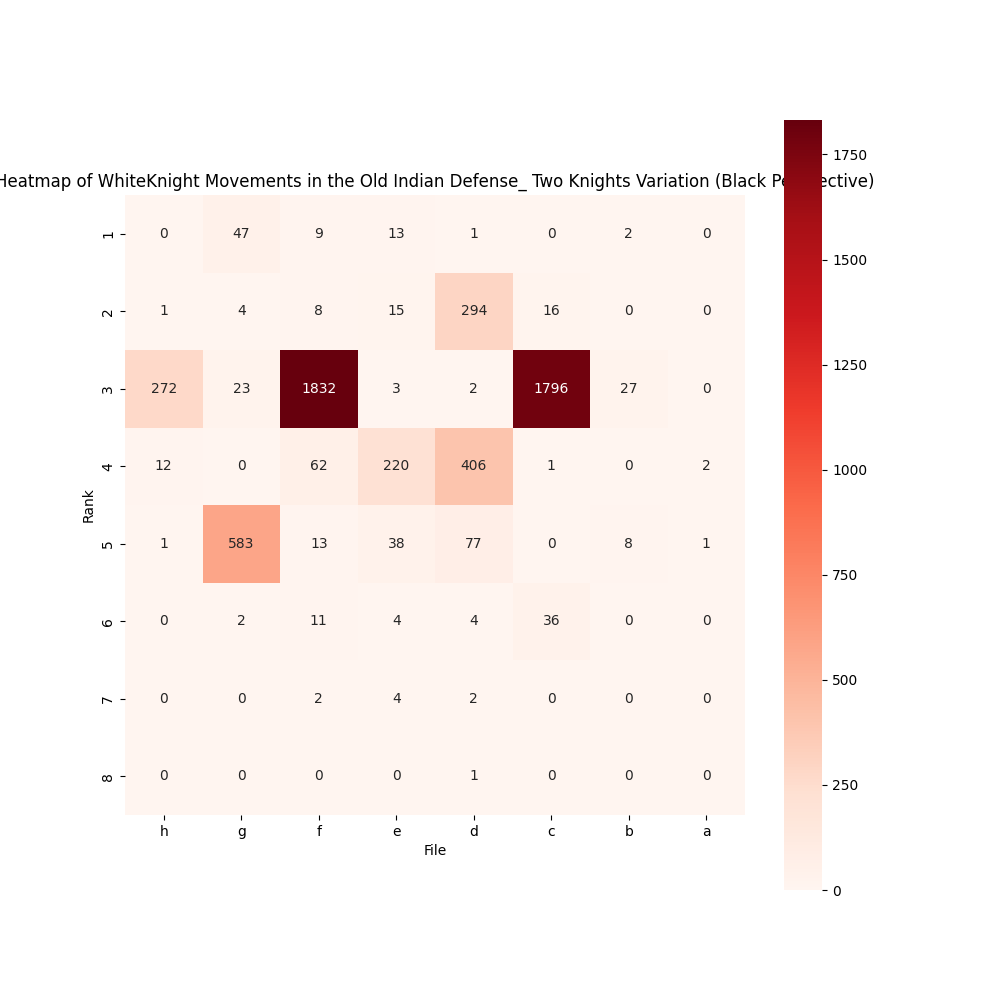 Heatmap of WhiteKnight Movements in the Old Indian Defense_ Two Knights Variation (Black ective)
1750
1 0 47 9 13 1 0 2 0
1500
2 1 4 8 15 294 16 0 0
1250
3 272 23 1832 3 2 1796 27 0
4 12 0 62 220 406 1 0 2
1000
Rank
5 1 583 13 38 77 0 8 1
750
6 0 2 11 4 4 36 0 0
500
7 0 0 2 4 2 0 0 0
250
8 0 0 0 0 1 0 0 0
h g f e d c b a
File
0